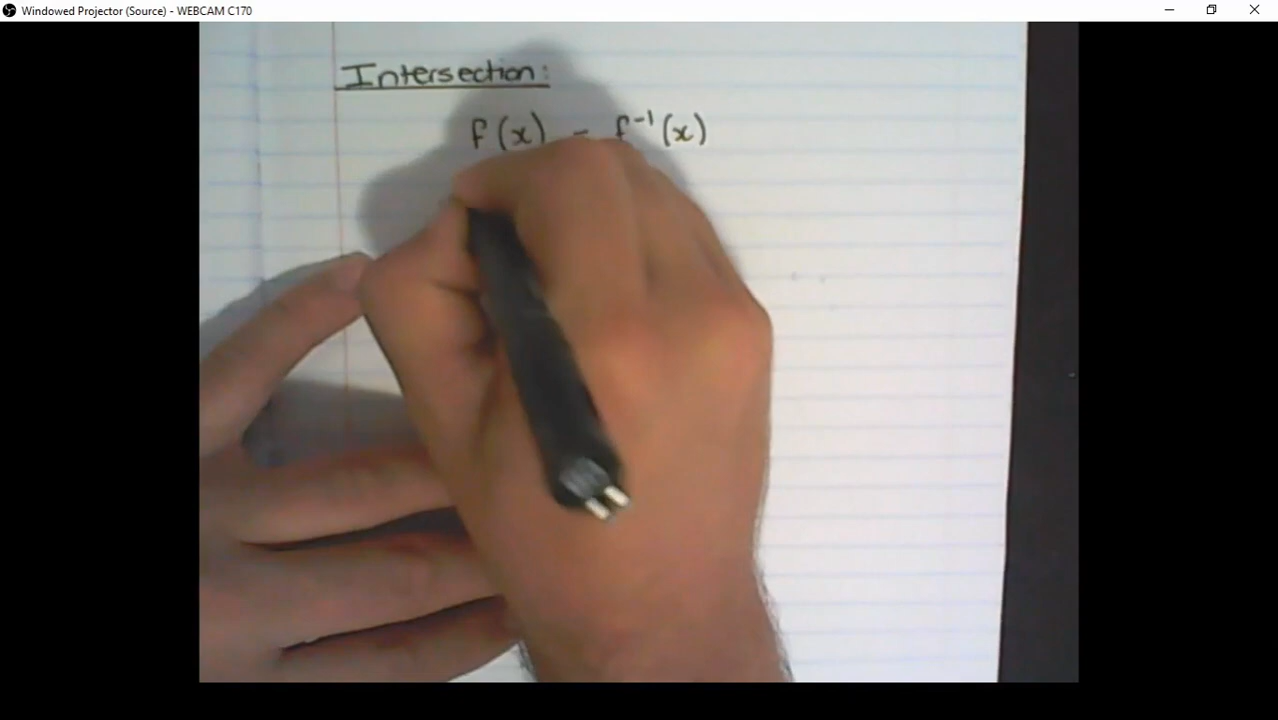 Windowed Projector (Source) - WEBCAM C170
Intersection:
f(x) = f⁻¹(x)